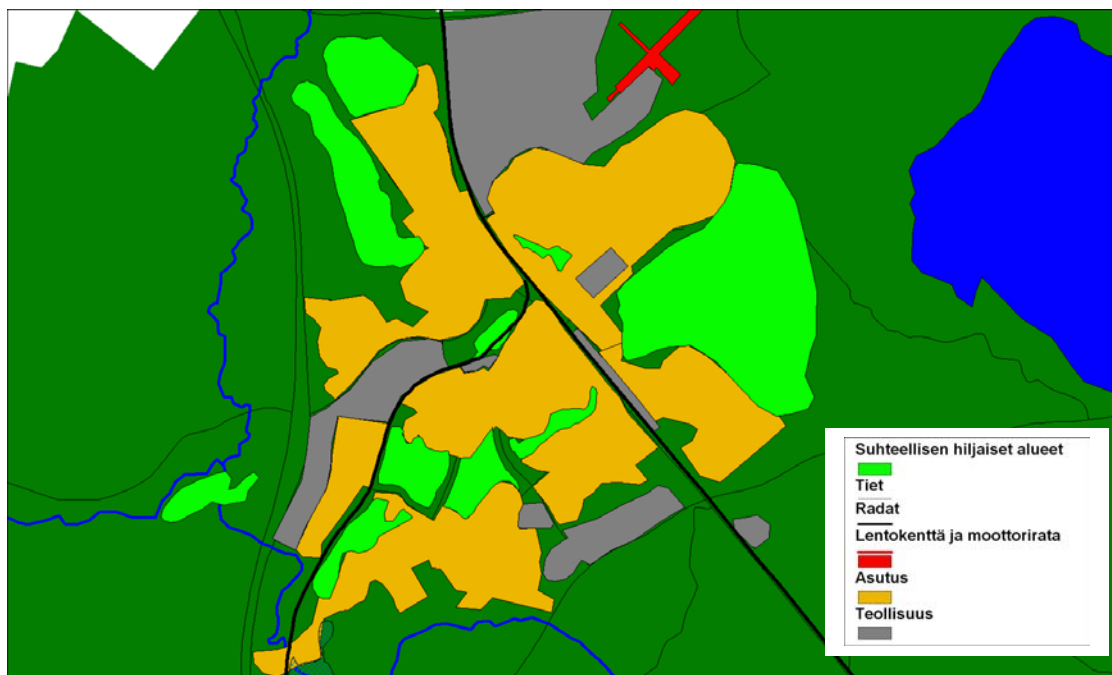 Suhteellisen hiljaiset alueet
Tiet
Radat
Lentokenttä ja moottorirata
Asutus
Teollisuus